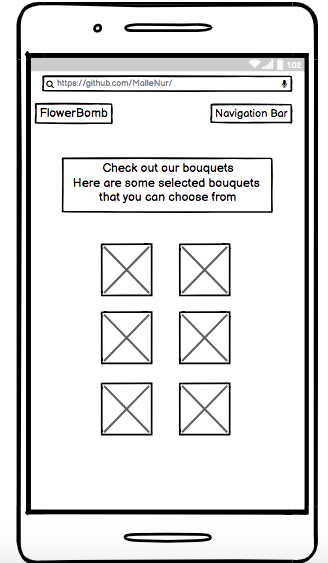 1:02
https://github.com/MalleNur/
FlowerBomb
Navigation Bar
Check out our bouquets
Here are some selected bouquets
that you can choose from